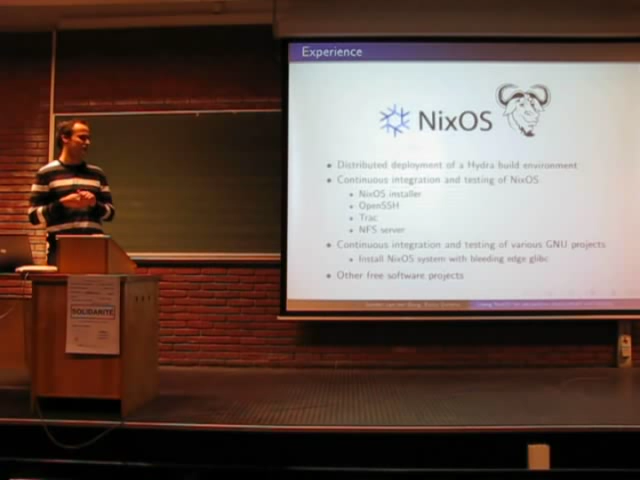 Experience
NixOS
Distributed deployment of a Hydra build environment
Continuous integration and testing of NixOS
NixOS installer
OpenSSH
Trac
NFS server
Continuous integration and testing of various GNU projects
Install NixOS system with bleeding edge glibc
Other free software projects
SOLIDARITÉ